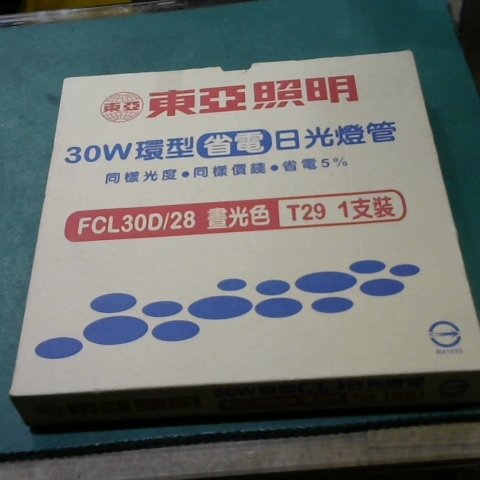 東亞 東亞照明
30W環型省電日光燈管
同樣光度●同樣價錢●省電5%
FCL30D/28 晝光色 T29 1支裝
東亞照明